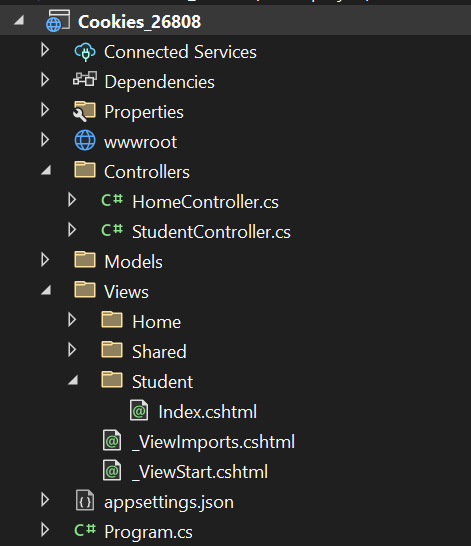 Cookies_26808
Connected Services
Dependencies
Properties
wwwroot
Controllers
C# HomeController.cs
C# StudentController.cs
Models
Views
Home
Shared
Student
Index.cshtml
_ViewImports.cshtml
_ViewStart.cshtml
appsettings.json
C# Program.cs